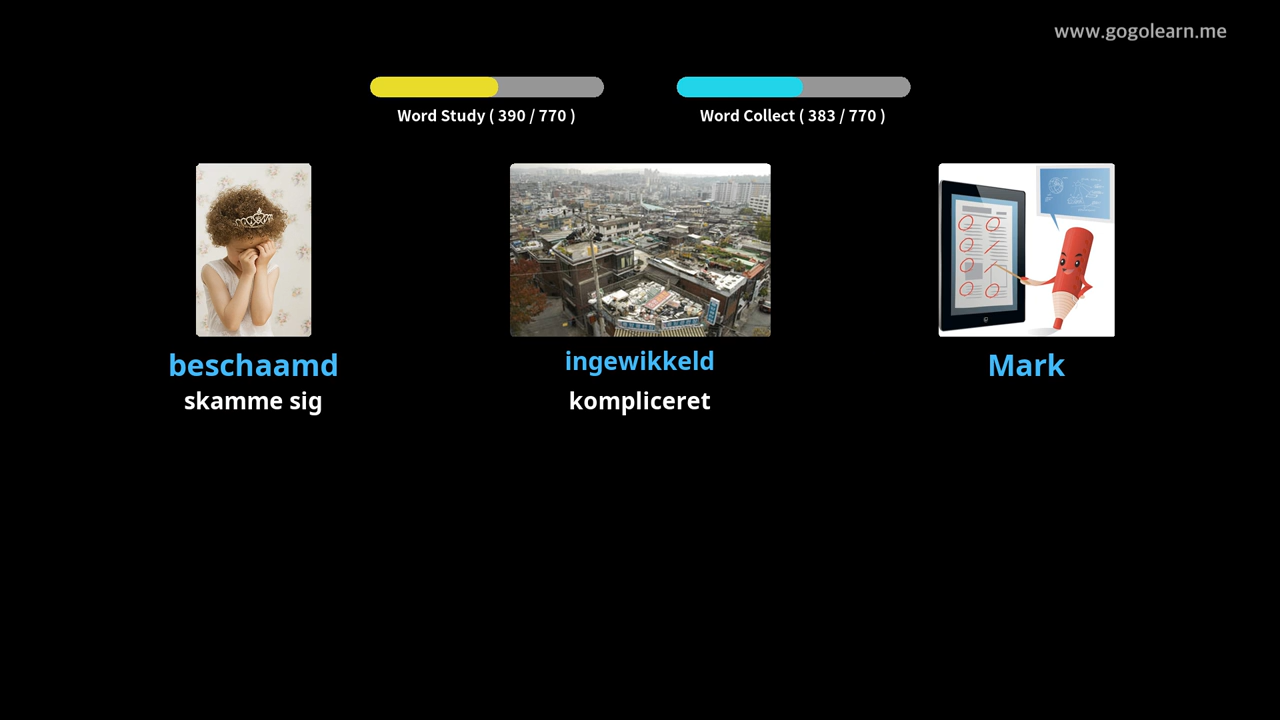 www.gogolearn.me
Word Study ( 390 / 770 )
Word Collect ( 383 / 770 )
beschaamd
skamme sig
ingewikkeld
kompliceret
Mark